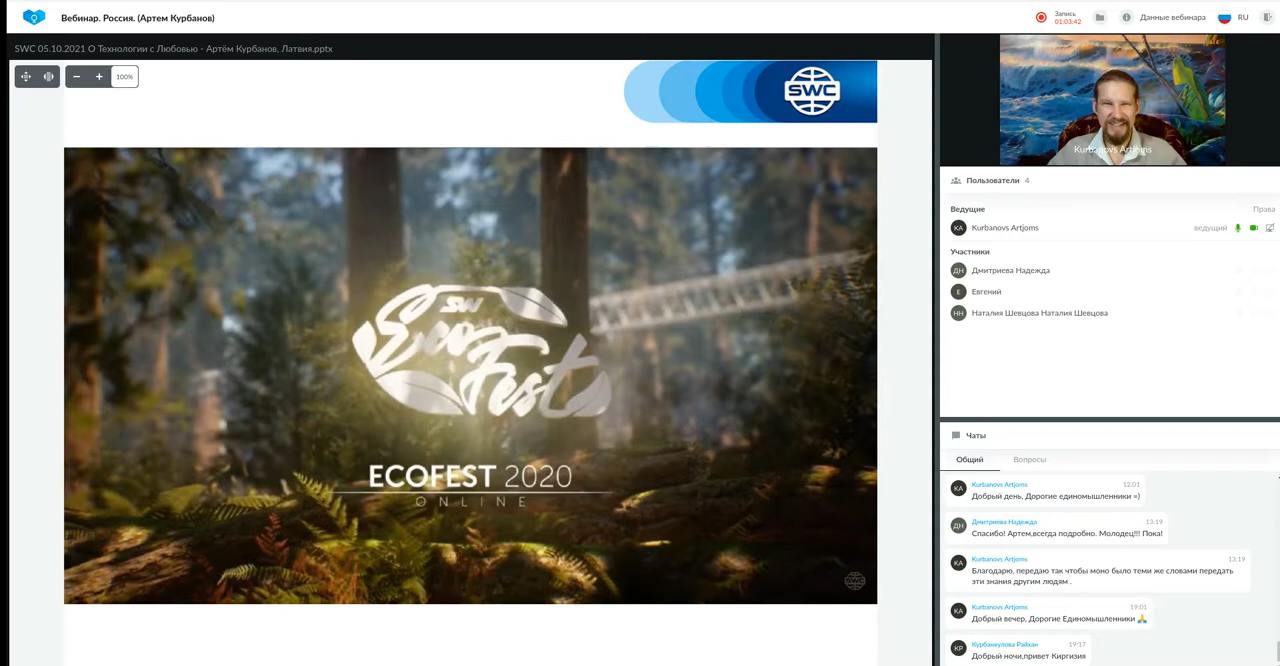 Вебинар. Россия. (Артем Курбанов)
Запись
01:03:42
Данные вебинара
RU
SWC 05.10.2021 О Технологии с Любовью - Артём Курбанов, Латвия.pptx
100%
SWC
SW
EcoFest
ECOFEST 2020
ONLINE
SWC
Kurbanovs Artjoms
Пользователи 4
Ведущие
Права
KA
Kurbanovs Artjoms
ведущий
Участники
ДН
Дмитриева Надежда
Е
Евгений
НН
Наталия Шевцова Наталия Шевцова
Чаты
Общий
Вопросы
KA
Kurbanovs Artjoms
12:01
Добрый день, Дорогие единомышленники =)
ДН
Дмитриева Надежда
13:19
Спасибо! Артем,всегда подробно. Молодец!!! Пока!
KA
Kurbanovs Artjoms
13:19
Благодарю, передаю так чтобы моно было теми же словами передать
эти знания другим людям .
KA
Kurbanovs Artjoms
19:01
Добрый вечер, Дорогие Единомышленники 🙏
КР
Курбанкулова Райхан
19:17
Добрый ночи,привет Киргизия